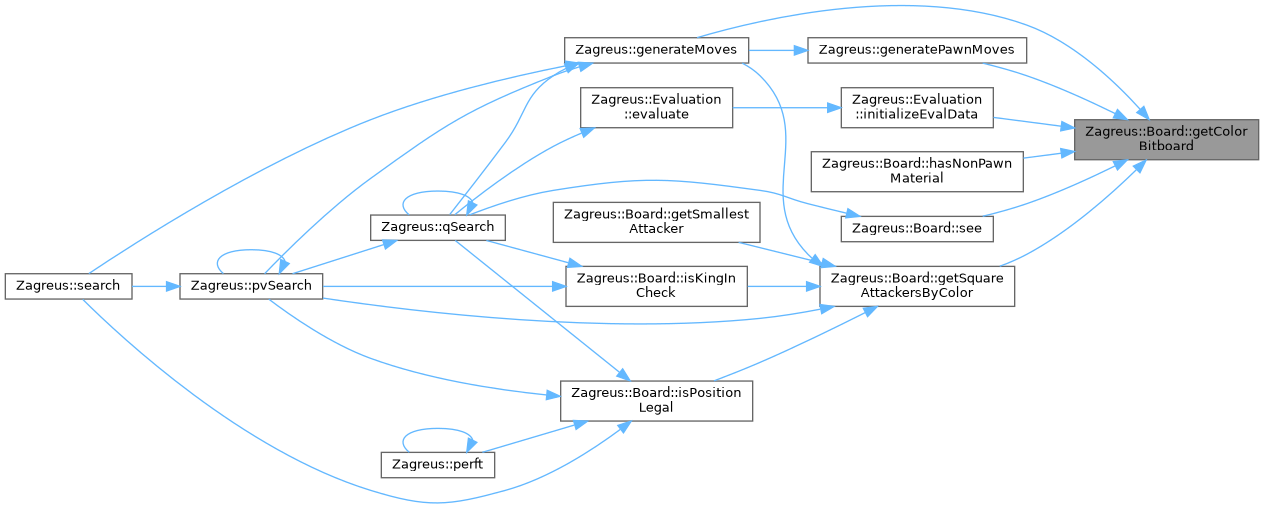 Zagreus::generateMoves
Zagreus::generatePawnMoves
Zagreus::Evaluation
::evaluate
Zagreus::Evaluation
::initializeEvalData
Zagreus::Board::getColor
Bitboard
Zagreus::Board::hasNonPawn
Material
Zagreus::qSearch
Zagreus::Board::getSmallest
Attacker
Zagreus::Board::see
Zagreus::search
Zagreus::pvSearch
Zagreus::Board::isKingIn
Check
Zagreus::Board::getSquare
AttackersByColor
Zagreus::Board::isPosition
Legal
Zagreus::perft